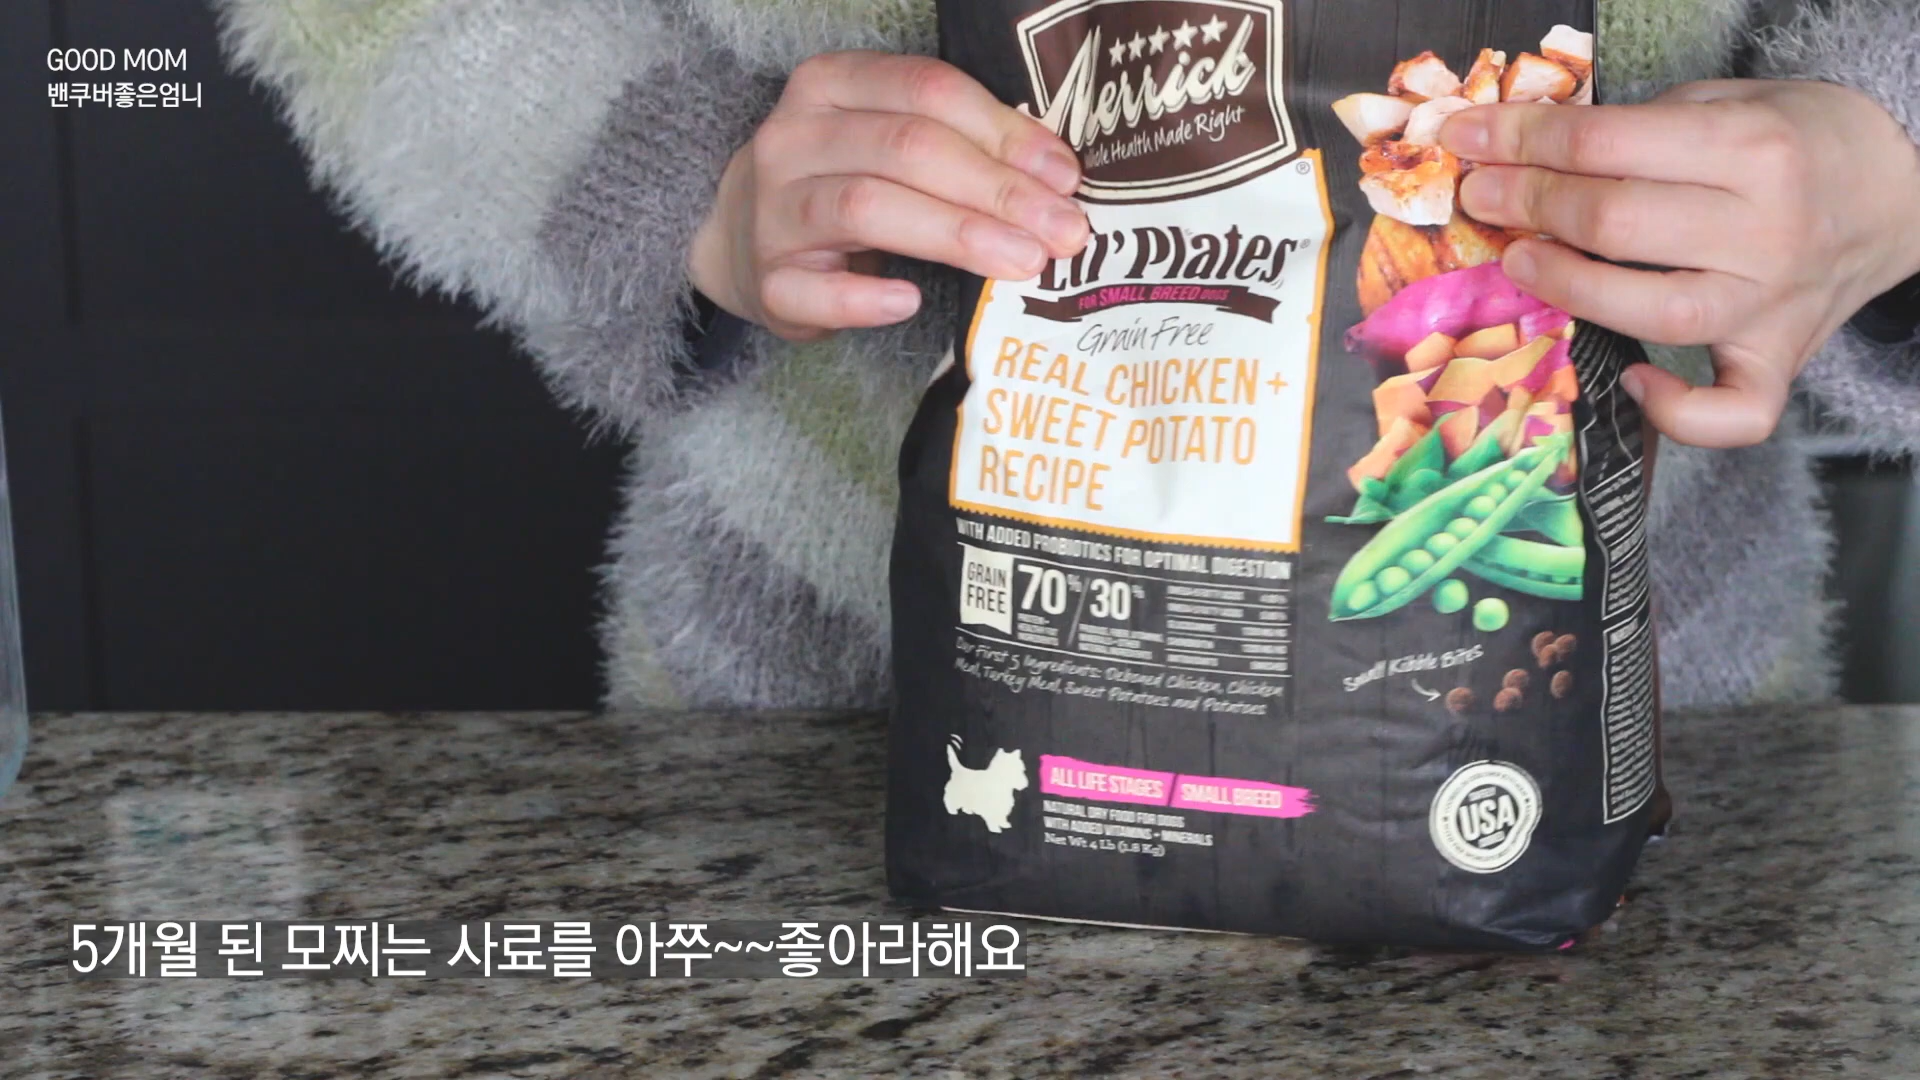 GOOD MOM
밴쿠버좋은엄니
Merrick
Whole Health Made Right
®
Lil' Plates®
FOR SMALL BREED DOGS
Grain Free
REAL CHICKEN +
SWEET POTATO
RECIPE
WITH ADDED PROBIOTICS FOR OPTIMAL DIGESTION
GRAIN
FREE
70% / 30%
Our First 5 Ingredients: Deboned Chicken, Chicken
Meal, Turkey Meal, Sweet Potatoes and Potatoes
Small Kibble Bites
ALL LIFE STAGES / SMALL BREED
NATURAL DRY FOOD FOR DOGS
WITH ADDED VITAMINS + MINERALS
Net Wt 4 Lb (1.8 Kg)
USA
5개월 된 모찌는 사료를 아쭈~~좋아라해요